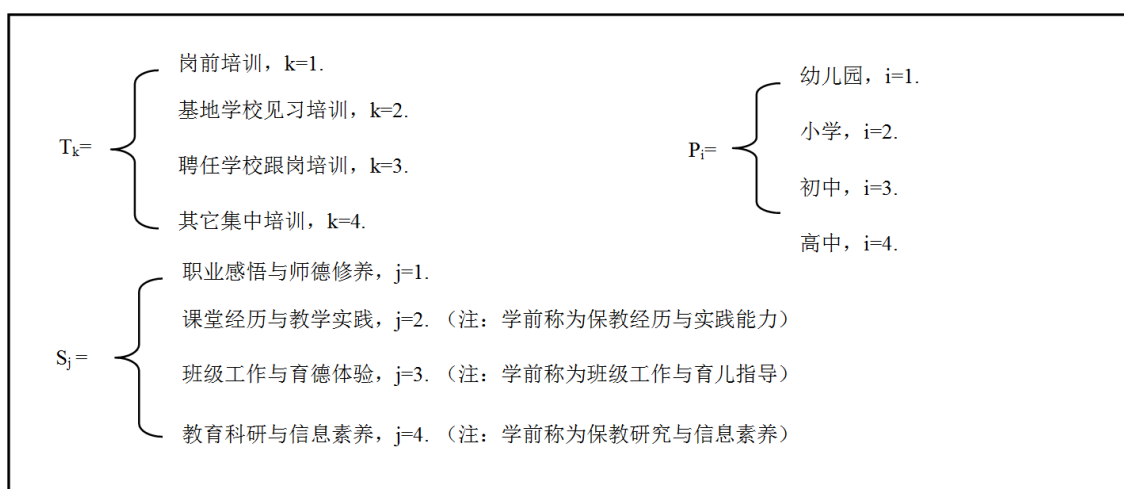 岗前培训，k=1.
基地学校见习培训，k=2.
Tk=
聘任学校跟岗培训，k=3.
其它集中培训，k=4.
幼儿园，i=1.
小学，i=2.
Pi=
初中，i=3.
高中，i=4.
职业感悟与师德修养，j=1.
课堂经历与教学实践，j=2.（注：学前称为保教经历与实践能力）
Sj =
班级工作与育德体验，j=3.（注：学前称为班级工作与育儿指导）
教育科研与信息素养，j=4.（注：学前称为保教研究与信息素养）